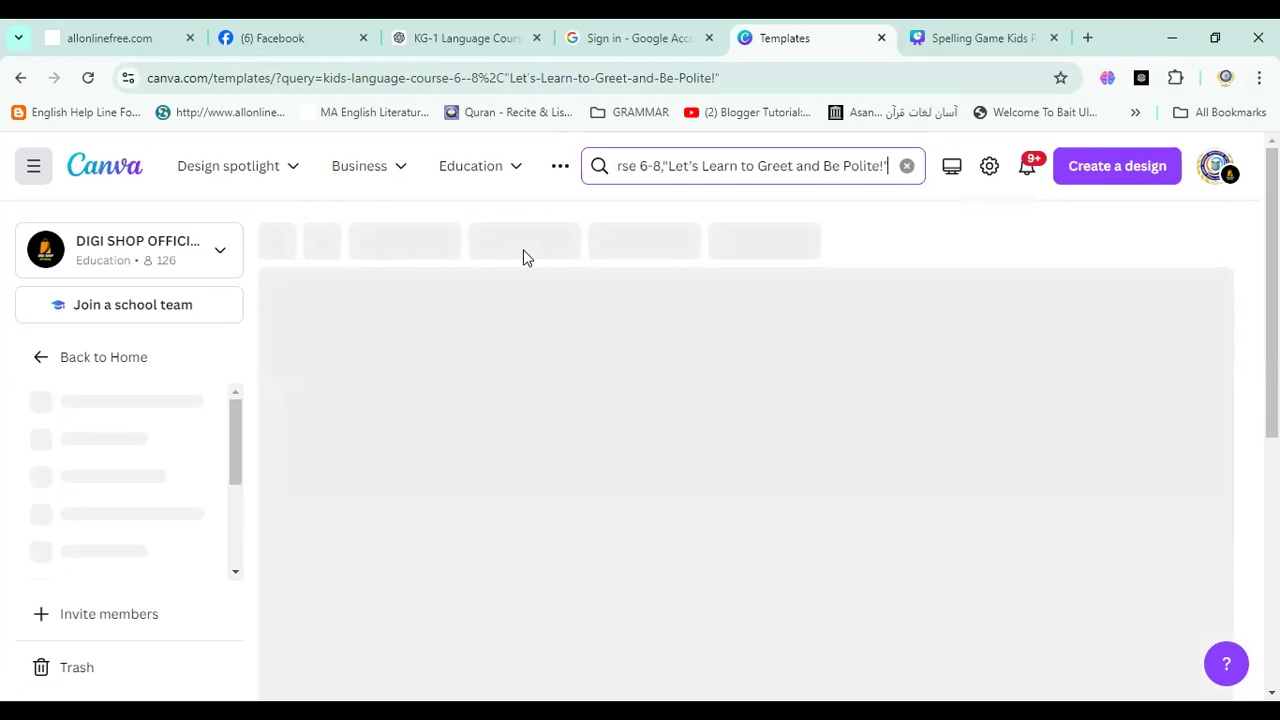 allonlinefree.com
(6) Facebook
KG-1 Language Cours
Sign in - Google Acco
Templates
Spelling Game Kids P
canva.com/templates/?query=kids-language-course-6--8%2C"Let's-Learn-to-Greet-and-Be-Polite!"
English Help Line Fo...
http://www.allonline...
MA English Literatur...
Quran - Recite & Lis...
GRAMMAR
(2) Blogger Tutorial:...
Asan... آسان لغات قرآن
Welcome To Bait Ul...
All Bookmarks
Canva
Design spotlight
Business
Education
rse 6-8,"Let's Learn to Greet and Be Polite!"
9+
Create a design
DIGI SHOP OFFICI...
Education • 126
Join a school team
Back to Home
Invite members
Trash
?